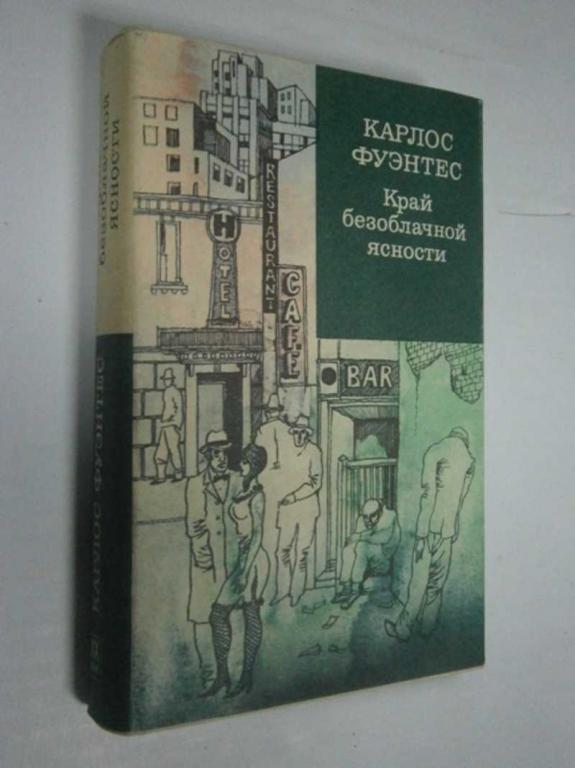 КАРЛОС
ФУЭНТЕС
Край
безоблачной
ясности
HOTEL
RESTAURANT
CAFE
BAR
безоблачной
ясности
КАРЛОС ФУЭНТЕС